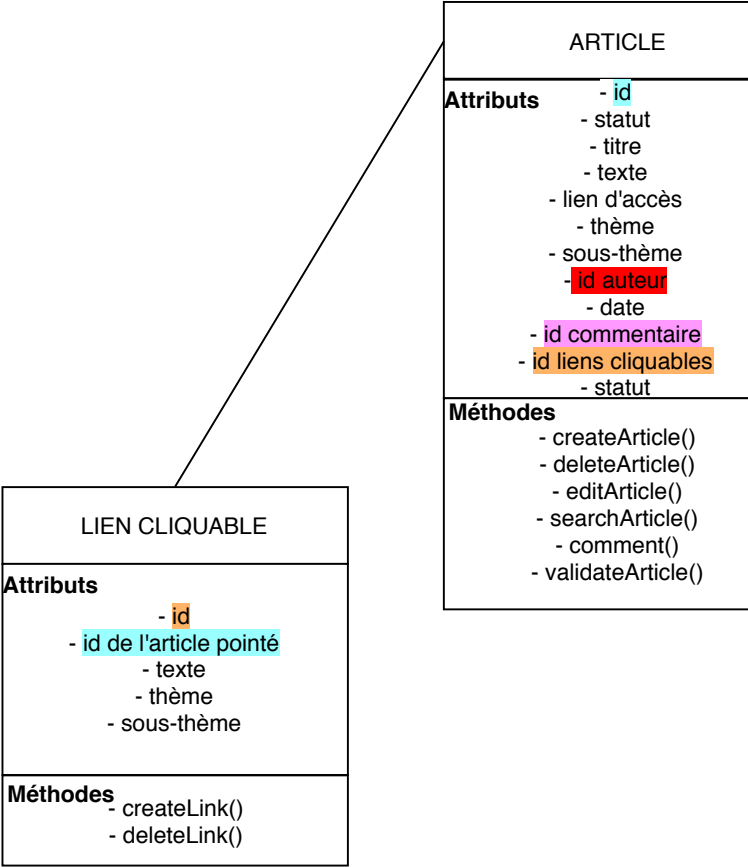 ARTICLE
Attributs
- id
- statut
- titre
- texte
- lien d'accès
- thème
- sous-thème
- id auteur
- date
- id commentaire
- id liens cliquables
- statut
Méthodes
- createArticle()
- deleteArticle()
- editArticle()
- searchArticle()
- comment()
- validateArticle()
LIEN CLIQUABLE
Attributs
- id
- id de l'article pointé
- texte
- thème
- sous-thème
Méthodes
- createLink()
- deleteLink()